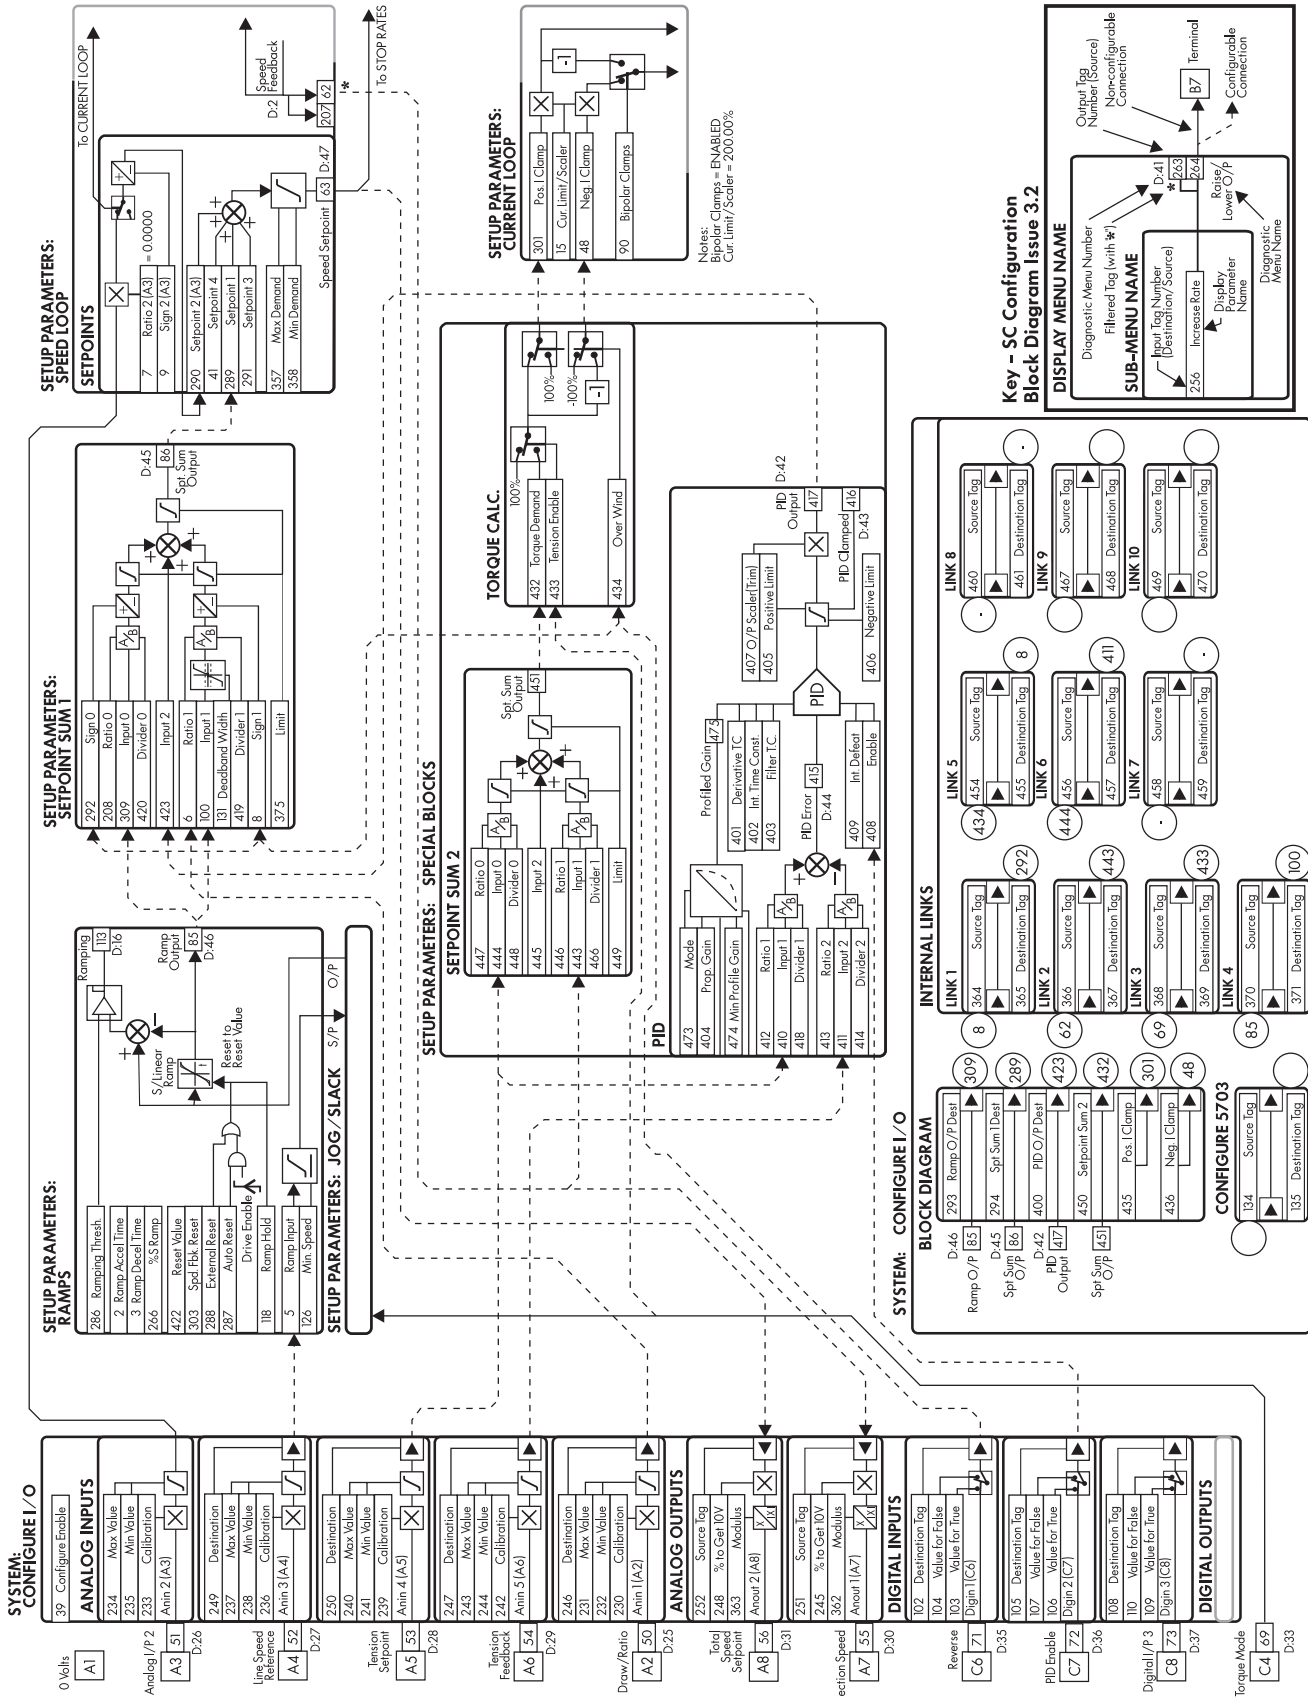 SYSTEM:
CONFIGURE I/O
39 Configure Enable
0 Volts
A1
ANALOG INPUTS
234 Max Value
235 Min Value
233 Calibration
Anin 2 (A3)
Analog I/P 2
A3 51
D:26
249 Destination
237 Max Value
238 Min Value
236 Calibration
Anin 3 (A4)
Line Speed
Reference
A4 52
D:27
250 Destination
240 Max Value
241 Min Value
239 Calibration
Anin 4 (A5)
Tension
Setpoint
A5 53
D:28
247 Destination
243 Max Value
244 Min Value
242 Calibration
Anin 5 (A6)
Tension
Feedback
A6 54
D:29
246 Destination
231 Max Value
232 Min Value
230 Calibration
Anin 1 (A2)
Draw/Ratio
A2 50
D:25
ANALOG OUTPUTS
252 Source Tag
248 % to Get 10V
363 Modulus
Anout 2 (A8)
Total
Speed
Setpoint
A8 56
D:31
251 Source Tag
245 % to Get 10V
362 Modulus
Anout 1 (A7)
ection Speed
A7 55
D:30
DIGITAL INPUTS
102 Destination Tag
104 Value for False
103 Value for True
Digin 1 (C6)
Reverse
C6 71
D:35
105 Destination Tag
107 Value for False
106 Value for True
Digin 2 (C7)
PID Enable
C7 72
D:36
108 Destination Tag
110 Value for False
109 Value for True
Digin 3 (C8)
Digital I/P 3
C8 73
D:37
DIGITAL OUTPUTS
Torque Mode
C4 69
D:33
SETUP PARAMETERS:
RAMPS
286 Ramping Thresh.
2 Ramp Accel Time
3 Ramp Decel Time
266 %S Ramp
422 Reset Value
303 Spd. Fbk. Reset
288 External Reset
287 Auto Reset
Drive Enable
118 Ramp Hold
5 Ramp Input
126 Min. Speed
S/Linear
Ramp
Reset to
Reset Value
Ramping
113
D:16
Ramp
Output
85
D:46
SETUP PARAMETERS: JOG/SLACK
S/P O/P
SETUP PARAMETERS:
SETPOINT SUM 1
292 Sign 0
208 Ratio 0
309 Input 0
420 Divider 0
423 Input 2
6 Ratio 1
100 Input 1
131 Deadband Width
419 Divider 1
8 Sign 1
375 Limit
A/B
A/B
D:45
86
Spt. Sum
Output
SETUP PARAMETERS:
SPEED LOOP
SETPOINTS
To CURRENT LOOP
7 Ratio 2 (A3) = 0.0000
9 Sign 2 (A3)
290 Setpoint 2 (A3)
41 Setpoint 4
289 Setpoint 1
291 Setpoint 3
357 Max Demand
358 Min Demand
Speed Setpoint
63 D:47
D:2
Speed
Feedback
207 62
*
To STOP RATES
SETUP PARAMETERS: SPECIAL BLOCKS
SETPOINT SUM 2
447 Ratio 0
444 Input 0
448 Divider 0
445 Input 2
446 Ratio 1
443 Input 1
466 Divider 1
449 Limit
A/B
A/B
Spt. Sum
Output
451
TORQUE CALC.
432 Torque Demand
433 Tension Enable
434 Over Wind
100%
100%
-100%
-1
PID
473 Mode
404 Prop. Gain
474 Min Profile Gain
412 Ratio 1
410 Input 1
418 Divider 1
413 Ratio 2
411 Input 2
414 Divider 2
A/B
A/B
Profiled Gain
475
401 Derivative TC
402 Int. Time Const.
403 Filter T.C.
PID Error
415
D:44
409 Int. Defeat
408 Enable
PID
407 O/P Scaler(Trim)
405 Positive Limit
PID Clamped
406 Negative Limit
PID
Output
417
D:42
416
D:43
SETUP PARAMETERS:
CURRENT LOOP
301 Pos. I Clamp
15 Cur. Limit/Scaler
48 Neg. I Clamp
90 Bipolar Clamps
-1
Notes:
Bipolar Clamps = ENABLED
Cur. Limit/Scaler = 200.00%
SYSTEM: CONFIGURE I/O
BLOCK DIAGRAM
D:46
Ramp O/P 85
293 Ramp O/P Dest
309
D:45
Spt Sum 86
O/P
294 Spt Sum 1 Dest
289
D:42
PID 417
Output
400 PID O/P Dest
423
Spt Sum 451
O/P
450 Setpoint Sum 2
432
435 Pos. I Clamp
301
436 Neg. I Clamp
48
CONFIGURE 5703
134 Source Tag
135 Destination Tag
INTERNAL LINKS
LINK 1
8
364 Source Tag
365 Destination Tag
292
LINK 2
62
366 Source Tag
367 Destination Tag
443
LINK 3
69
368 Source Tag
369 Destination Tag
433
LINK 4
85
370 Source Tag
371 Destination Tag
100
LINK 5
434
454 Source Tag
455 Destination Tag
8
LINK 6
444
456 Source Tag
457 Destination Tag
411
LINK 7
458 Source Tag
459 Destination Tag
LINK 8
460 Source Tag
461 Destination Tag
LINK 9
467 Source Tag
468 Destination Tag
LINK 10
469 Source Tag
470 Destination Tag
Key – SC Configuration
Block Diagram Issue 3.2
DISPLAY MENU NAME
Diagnostic Menu Number
Filtered Tag (with *)
SUB-MENU NAME
Input Tag Number
(Destination/Source)
256 Increase Rate
Display
Parameter
Name
Diagnostic
Menu Name
Raise/
Lower O/P
D:41
*
263
264
Output Tag
Number (Source)
Non-configurable
Connection
B7
Terminal
Configurable
Connection